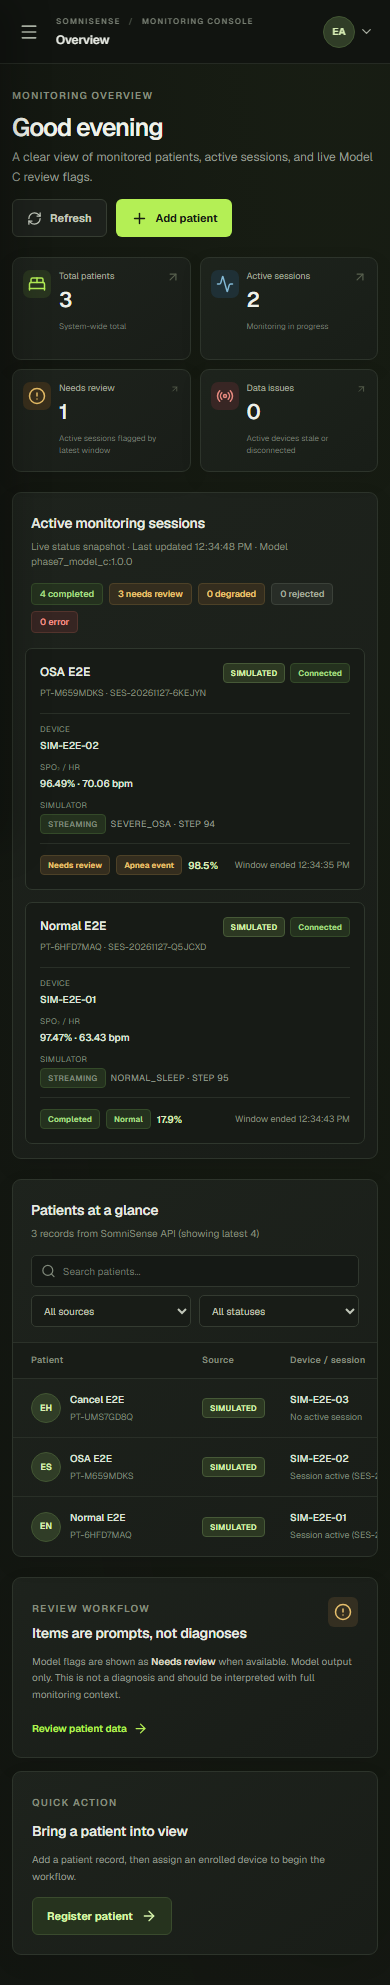 SOMNISENSE / MONITORING CONSOLE
Overview
EA
MONITORING OVERVIEW
Good evening
A clear view of monitored patients, active sessions, and live Model
C review flags.
Refresh
Add patient
Total patients
3
System-wide total
Active sessions
2
Monitoring in progress
Needs review
1
Active sessions flagged by
latest window
Data issues
0
Active devices stale or
disconnected
Active monitoring sessions
Live status snapshot · Last updated 12:34:48 PM · Model
phase7_model_c:1.0.0
4 completed
3 needs review
0 degraded
0 rejected
0 error
OSA E2E
SIMULATED
Connected
PT-M659MDKS · SES-20261127-6KEJYN
DEVICE
SIM-E2E-02
SPO₂ / HR
96.49% · 70.06 bpm
SIMULATOR
STREAMING SEVERE_OSA · STEP 94
Needs review Apnea event 98.5% Window ended 12:34:35 PM
Normal E2E
SIMULATED
Connected
PT-6HFD7MAQ · SES-20261127-Q5JCXD
DEVICE
SIM-E2E-01
SPO₂ / HR
97.47% · 63.43 bpm
SIMULATOR
STREAMING NORMAL_SLEEP · STEP 95
Completed Normal 17.9% Window ended 12:34:43 PM
Patients at a glance
3 records from SomniSense API (showing latest 4)
Search patients...
All sources
All statuses
Patient Source Device / session
EH
Cancel E2E
PT-UMS7GD8Q
SIMULATED
SIM-E2E-03
No active session
ES
OSA E2E
PT-M659MDKS
SIMULATED
SIM-E2E-02
Session active (SES-2
EN
Normal E2E
PT-6HFD7MAQ
SIMULATED
SIM-E2E-01
Session active (SES-2
REVIEW WORKFLOW
Items are prompts, not diagnoses
Model flags are shown as Needs review when available. Model output
only. This is not a diagnosis and should be interpreted with full
monitoring context.
Review patient data
QUICK ACTION
Bring a patient into view
Add a patient record, then assign an enrolled device to begin the
workflow.
Register patient